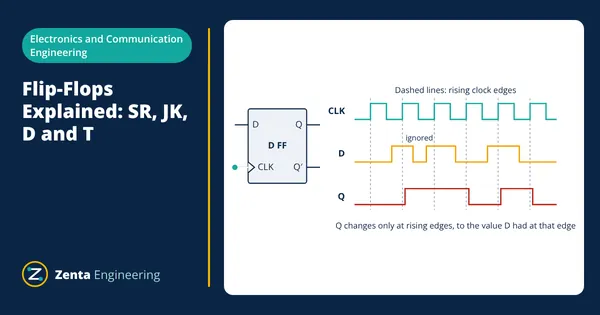 Electronics and Communication
Engineering
Flip-Flops
Explained: SR, JK,
D and T
Zenta Engineering
Dashed lines: rising clock edges
CLK
ignored
D
Q
D Q
D FF
CLK Q′
Q changes only at rising edges, to the value D had at that edge